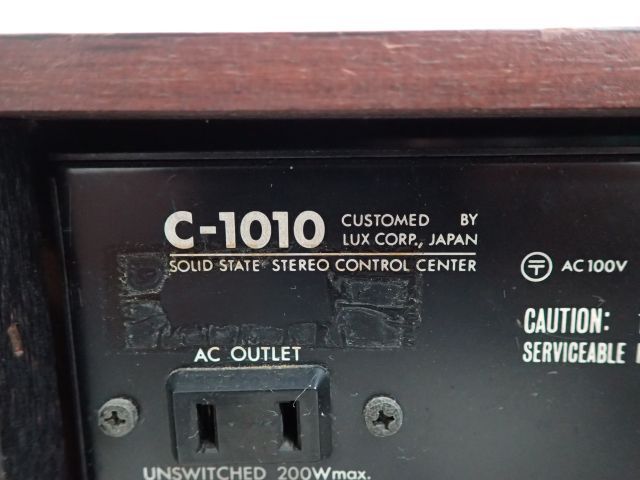 C-1010 CUSTOMED BY
LUX CORP., JAPAN
SOLID STATE STEREO CONTROL CENTER
〒 AC 100V
CAUTION:
SERVICEABLE
AC OUTLET
UNSWITCHED 200Wmax.